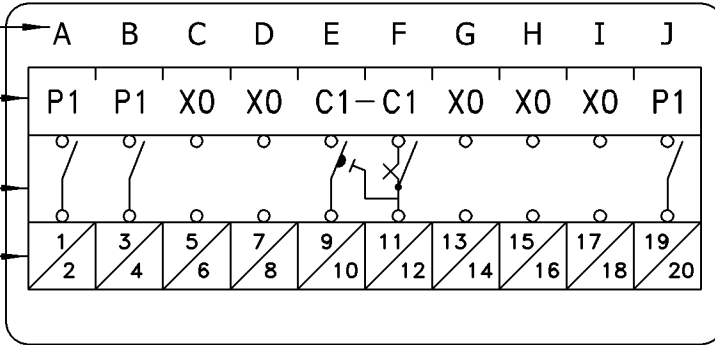 A B C D E F G H I J
P1 P1 X0 X0 C1-C1 X0 X0 X0 P1
1 3 5 7 9 11 13 15 17 19
2 4 6 8 10 12 14 16 18 20